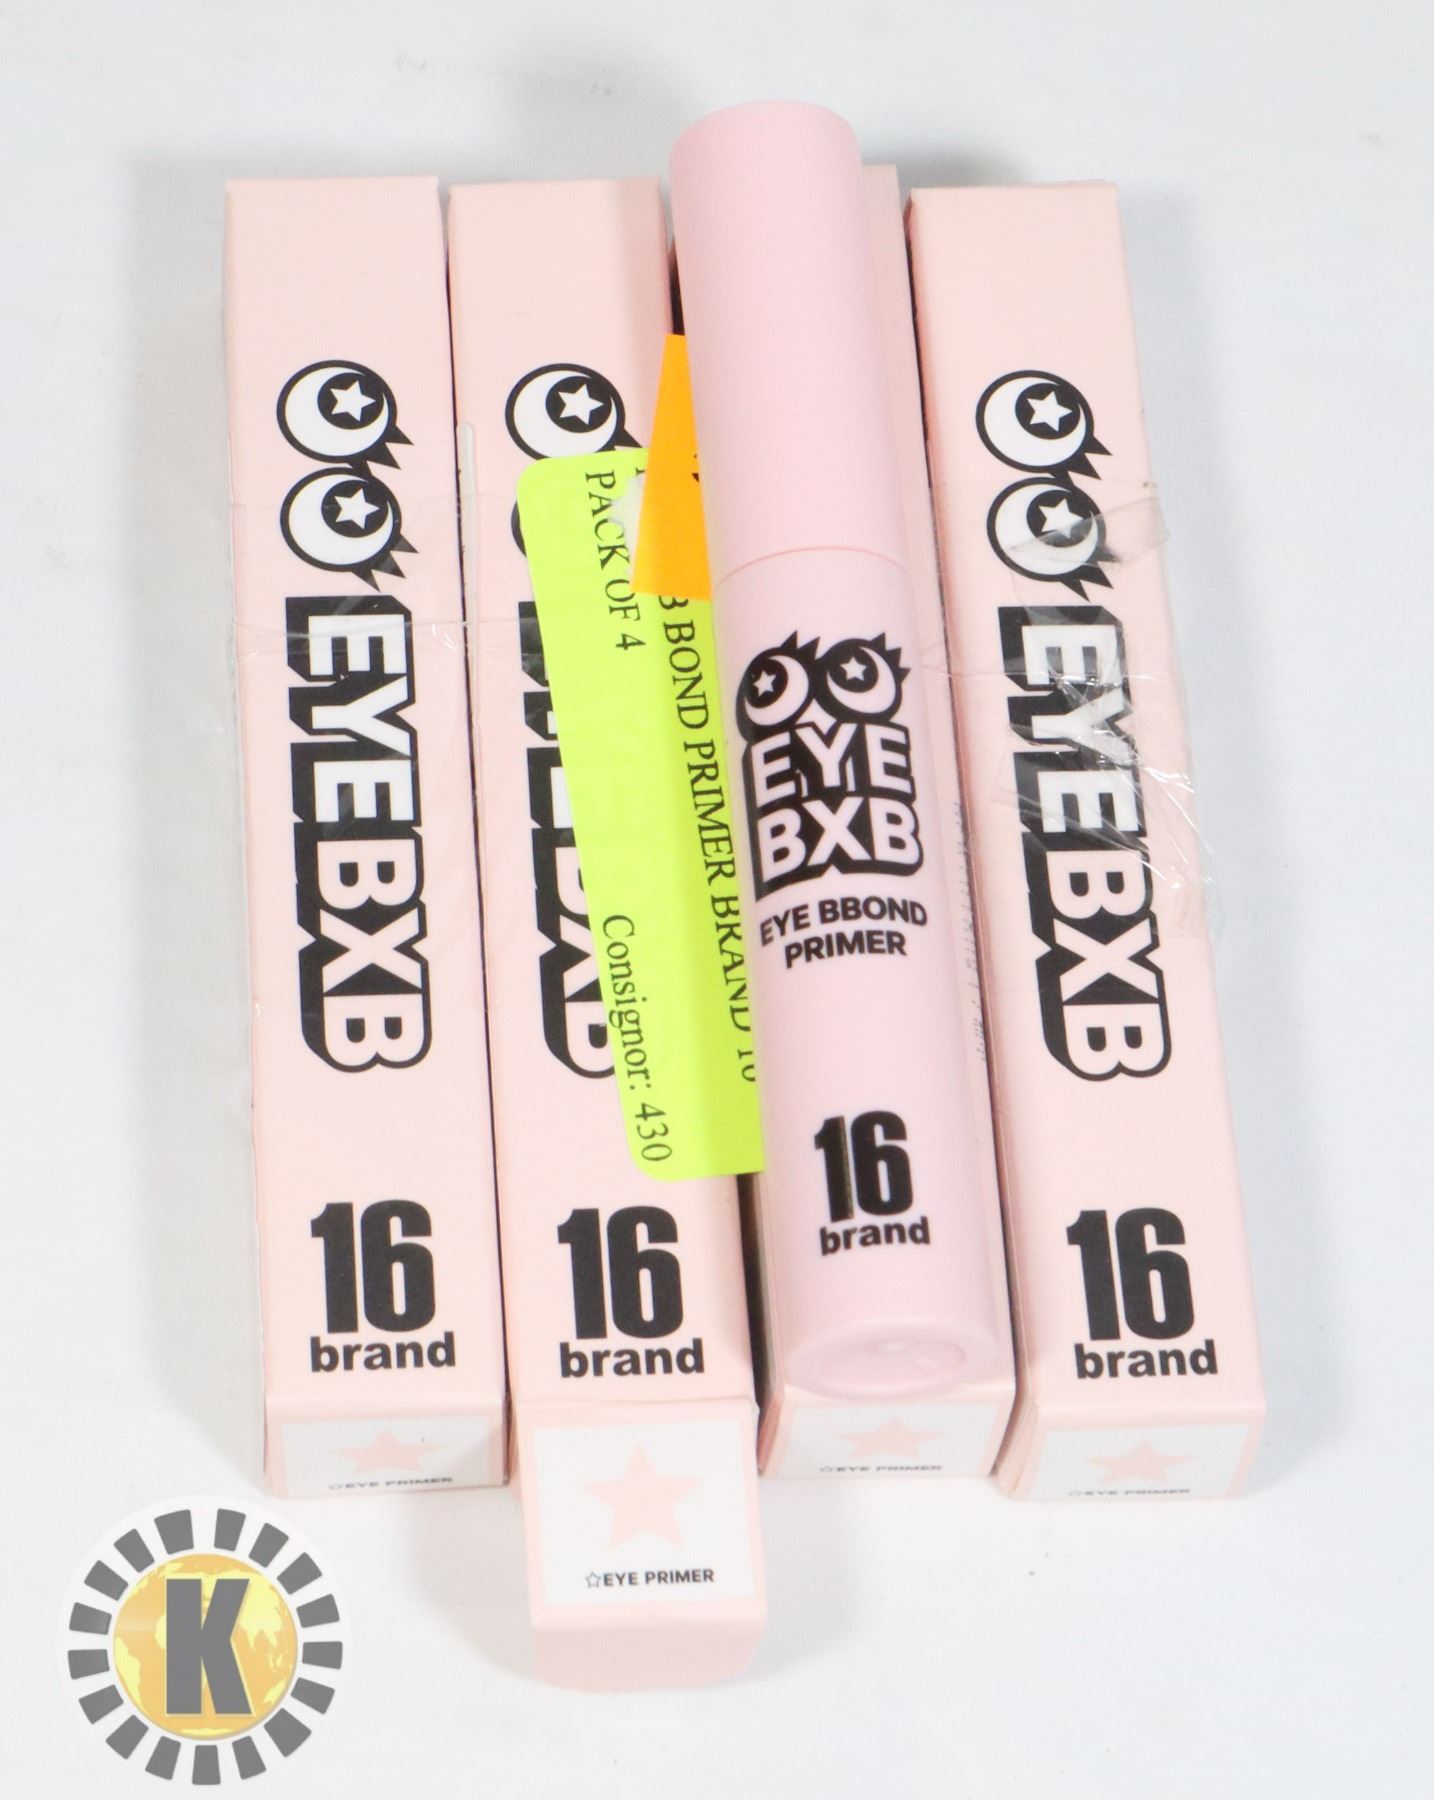 EYEBXB
16
brand
☆EYE PRIMER
16
brand
☆EYE PRIMER
PACK OF 4
BOND PRIMER BRAND 16
Consignor: 430
EYE
BXB
EYE BBOND
PRIMER
16
brand
☆EYE PRIMER
EYEBXB
16
brand
☆EYE PRIMER
K